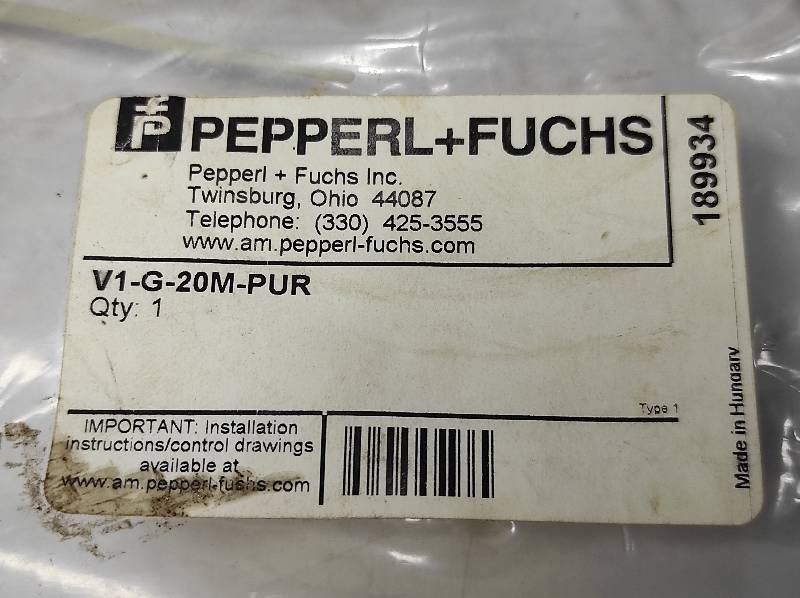 PEPPERL+FUCHS
Pepperl + Fuchs Inc.
Twinsburg, Ohio 44087
Telephone: (330) 425-3555
www.am.pepperl-fuchs.com
189934
V1-G-20M-PUR
Qty: 1
Type 1
Made in Hungary
IMPORTANT: Installation
instructions/control drawings
available at
www.am.pepperl-fuchs.com